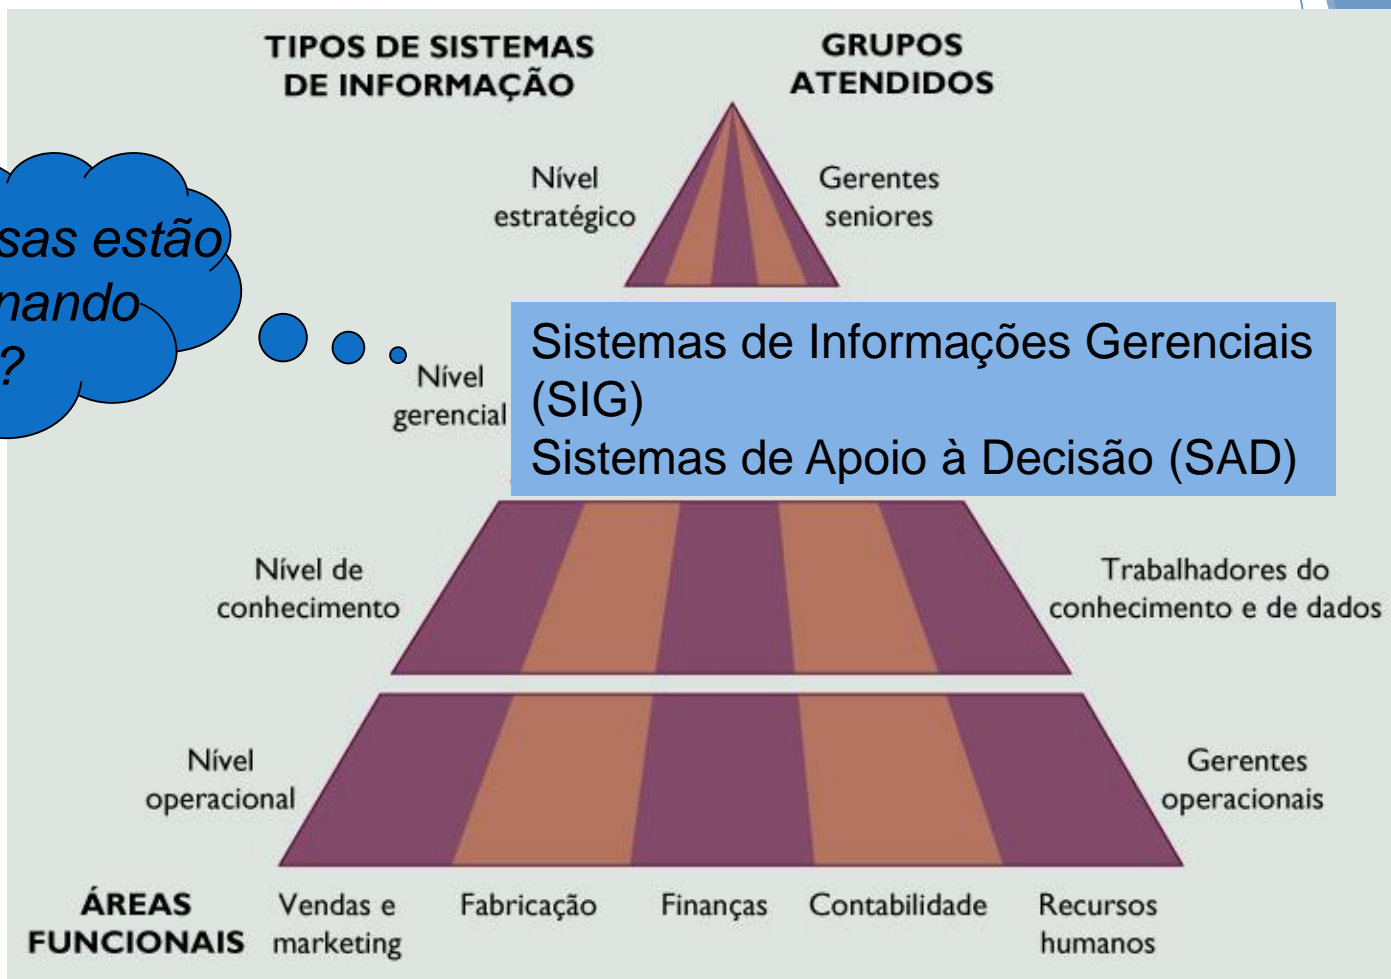 TIPOS DE SISTEMAS
DE INFORMAÇÃO
GRUPOS
ATENDIDOS
Nível
estratégico
Gerentes
seniores
estão
?
Nível
gerencial
Sistemas de Informações Gerenciais
(SIG)
Sistemas de Apoio à Decisão (SAD)
Nível de
conhecimento
Trabalhadores do
conhecimento e de dados
Nível
operacional
Gerentes
operacionais
ÁREAS
FUNCIONAIS
Vendas e
marketing
Fabricação
Finanças
Contabilidade
Recursos
humanos